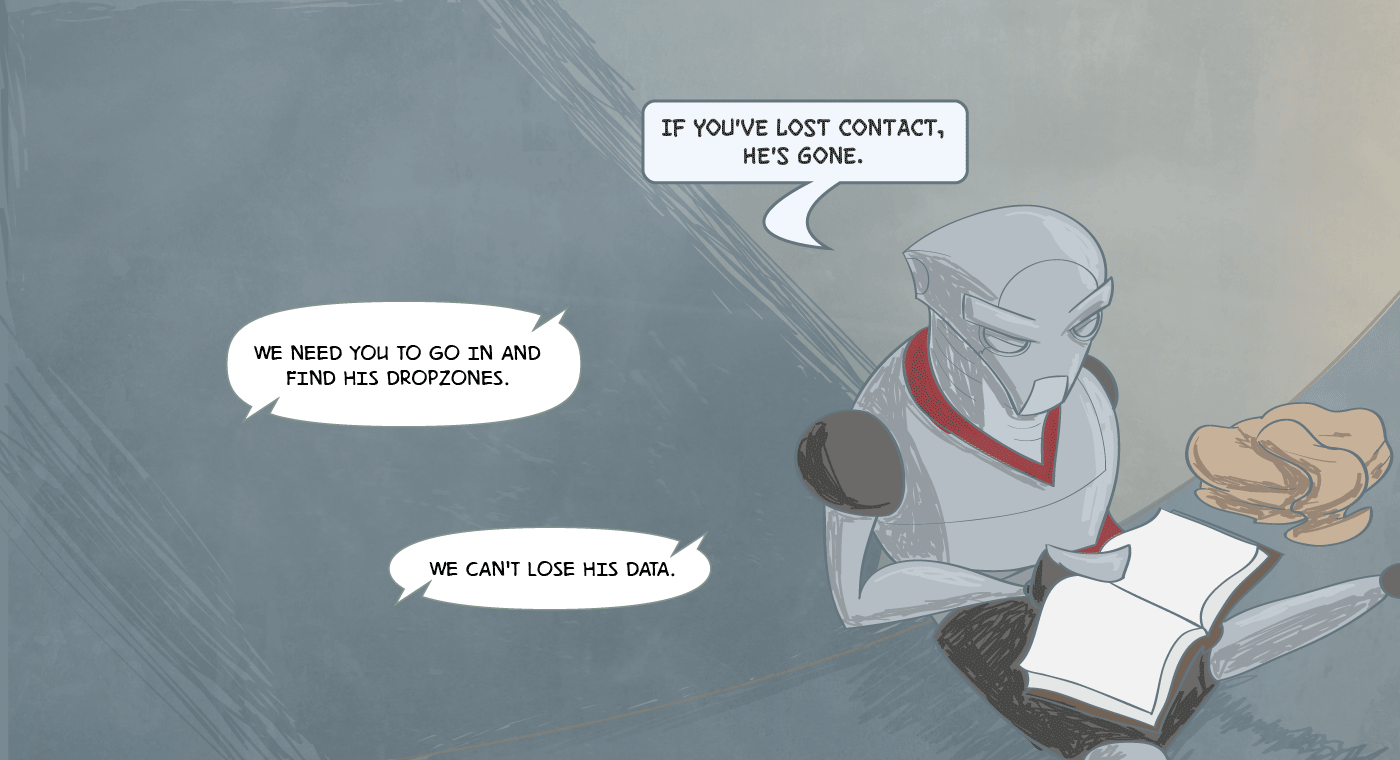 IF YOU'VE LOST CONTACT,
HE'S GONE.
WE NEED YOU TO GO IN AND
FIND HIS DROPZONES.
WE CAN'T LOSE HIS DATA.